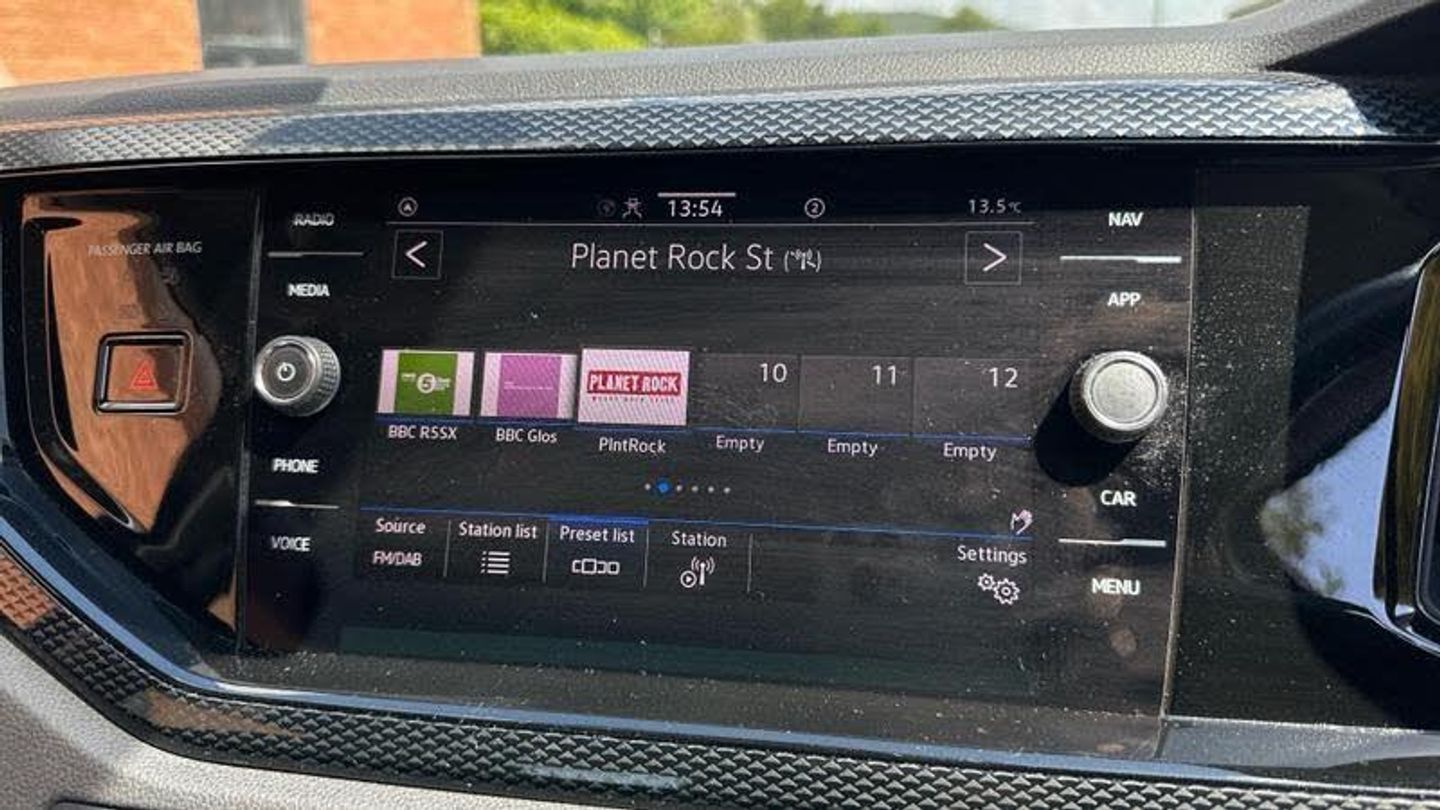 PASSENGER AIR BAG
RADIO
MEDIA
PHONE
VOICE
13:54
2
13.5°C
< Planet Rock St >
5
PLANET ROCK
10
11
12
BBC R5SX
BBC Glos
PlntRock
Empty
Empty
Empty
Source
FM/DAB
Station list
Preset list
Station
Settings
NAV
APP
CAR
MENU